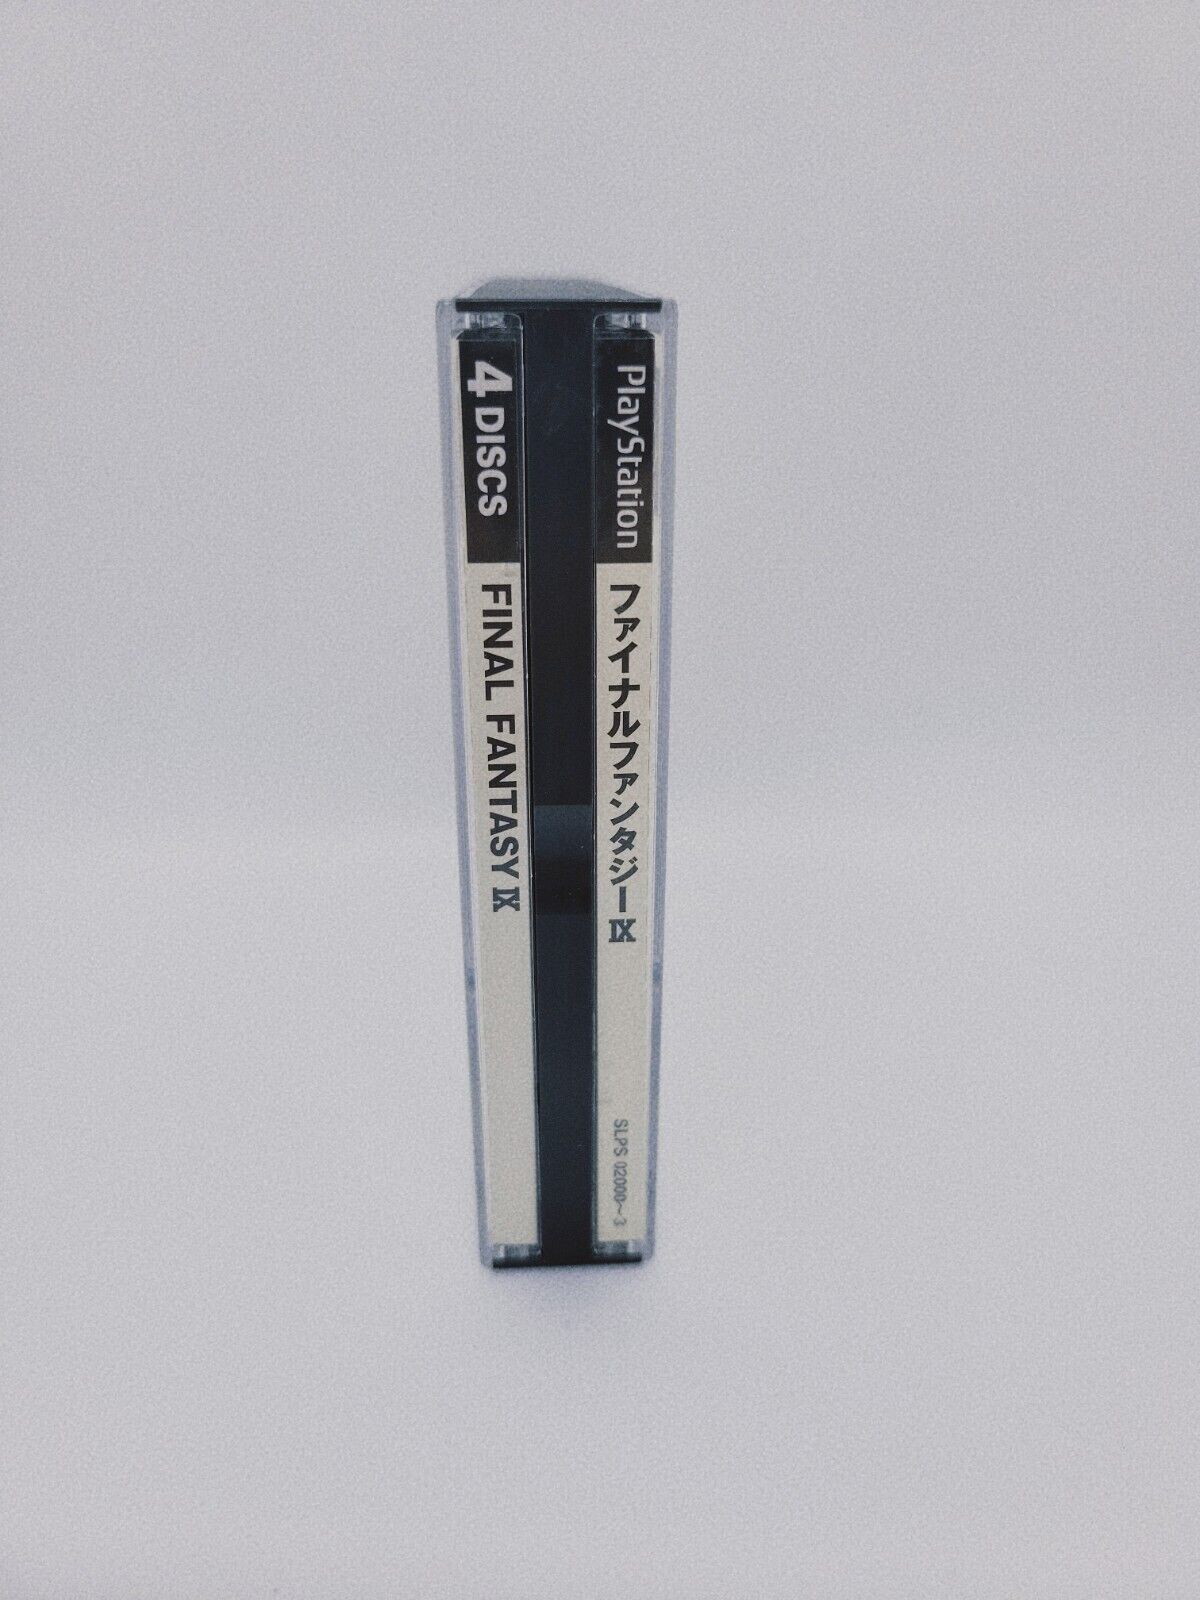 4 DISCS FINAL FANTASY IX
PlayStation ファイナルファンタジーIX SLPS 02000~3